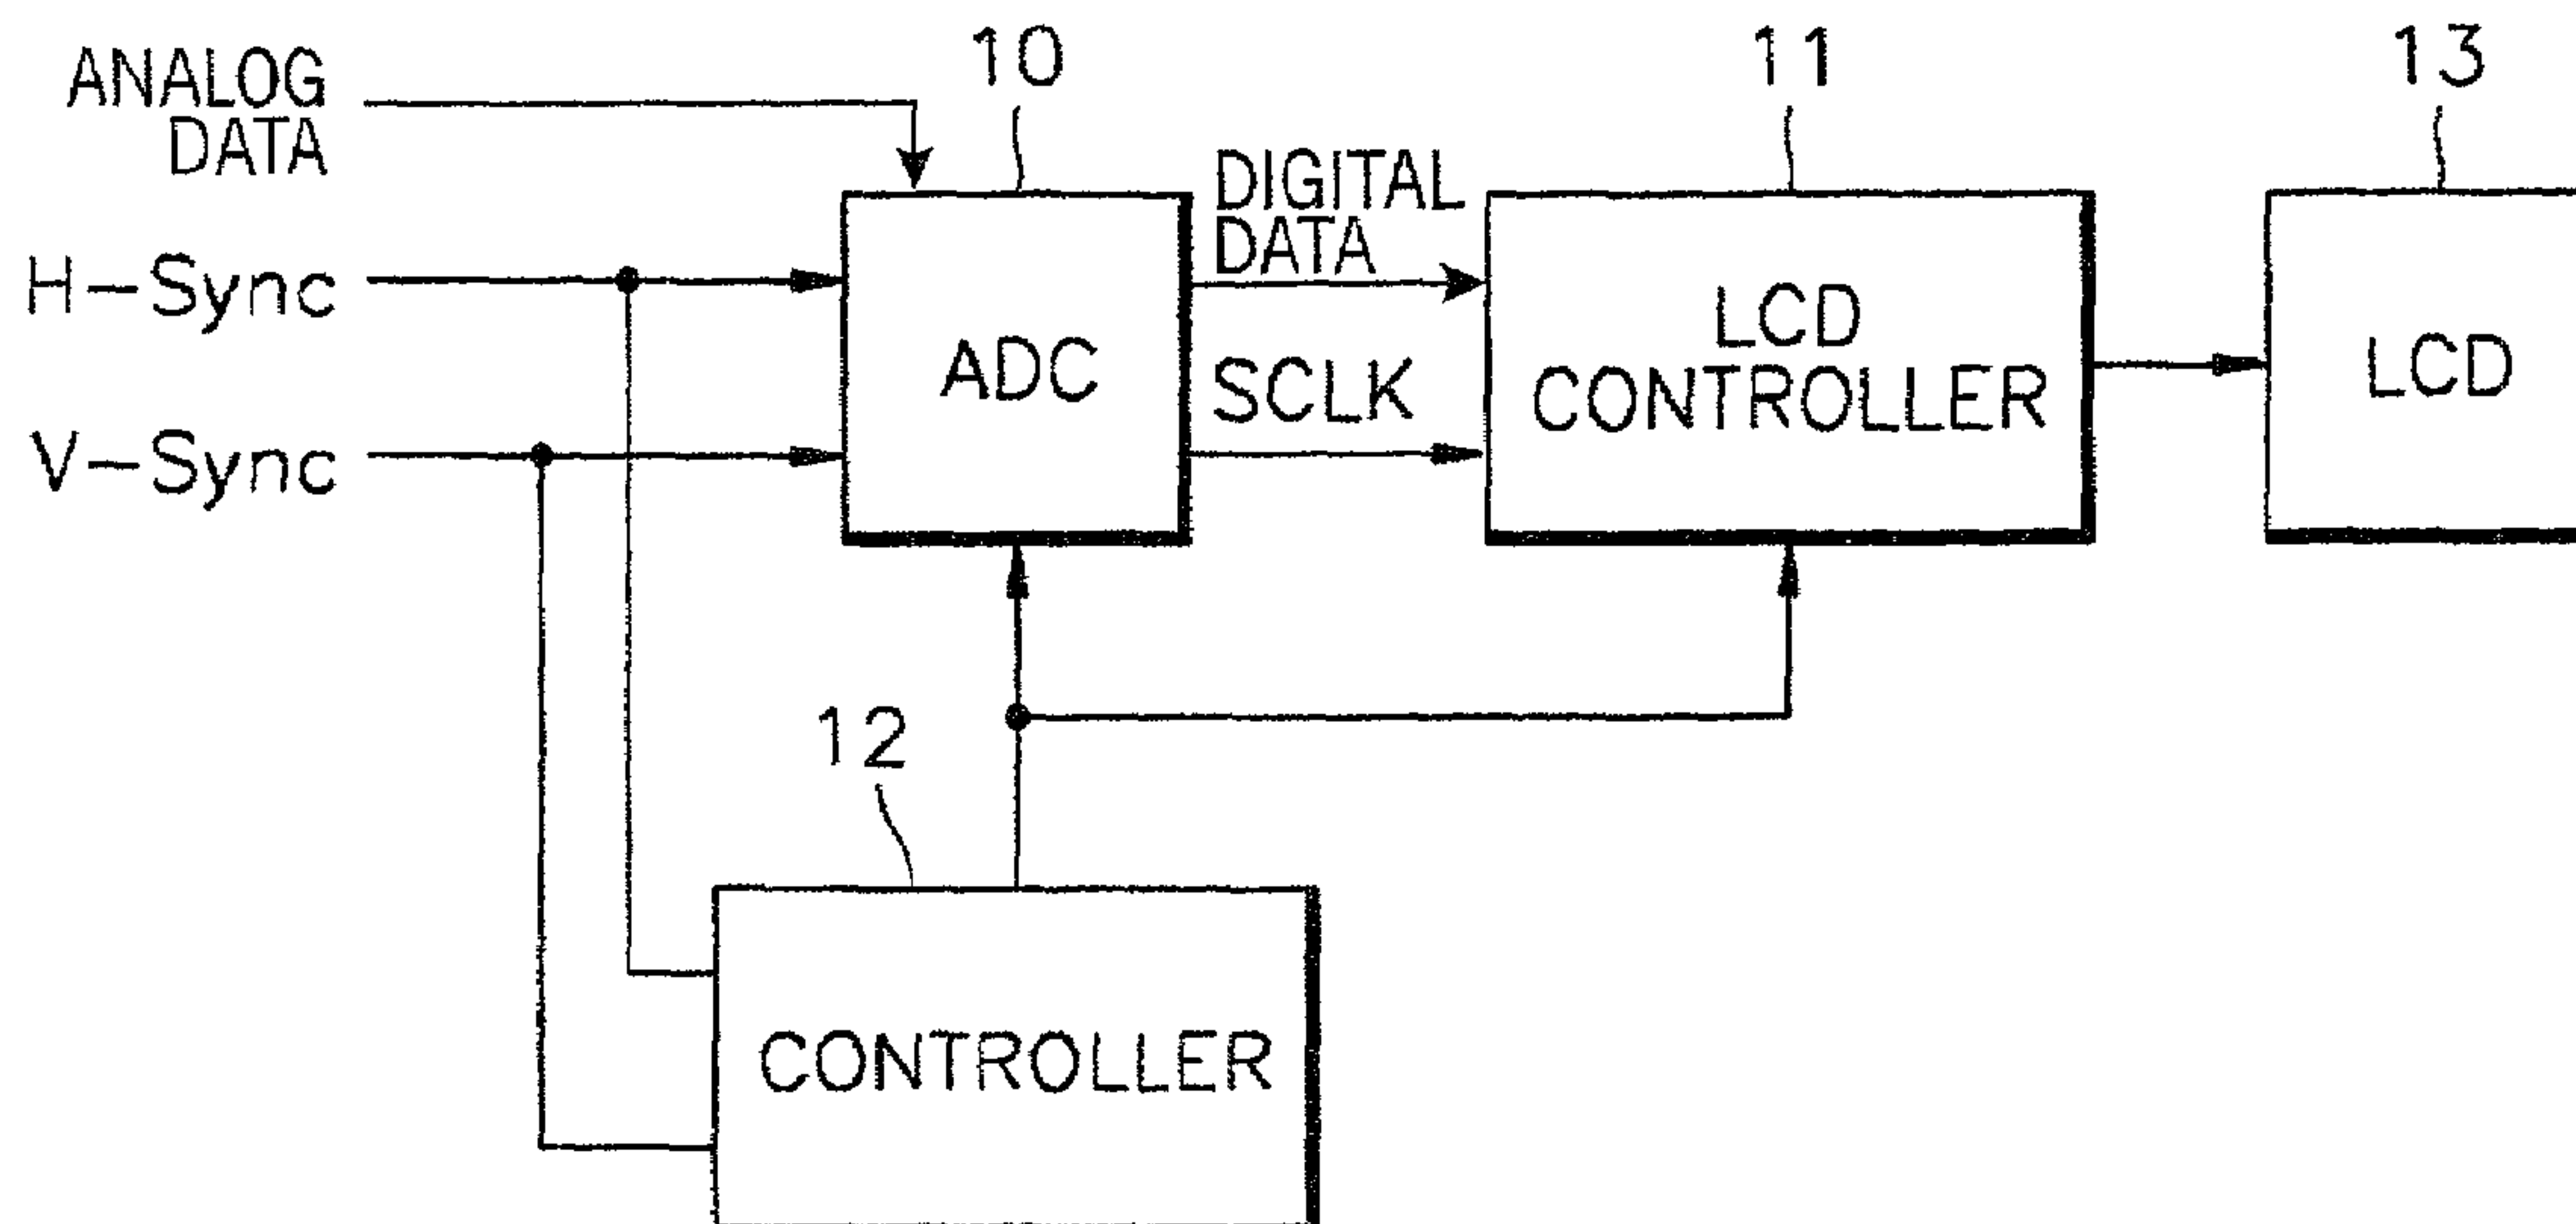 10
11
13
ANALOG
DATA
DIGITAL
DATA
H-Sync
LCD
CONTROLLER
ADC
LCD
SCLK
V-Sync
12
CONTROLLER